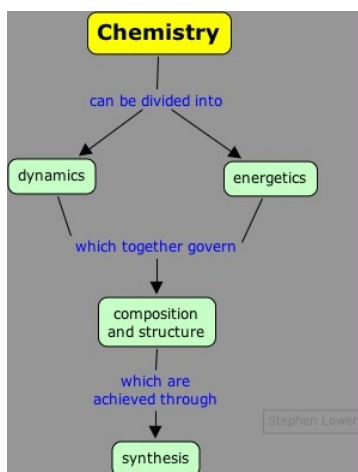 Chemistry
can be divided into
dynamics
energetics
which together govern
composition
and structure
which are
achieved through
synthesis
Stephen Lower